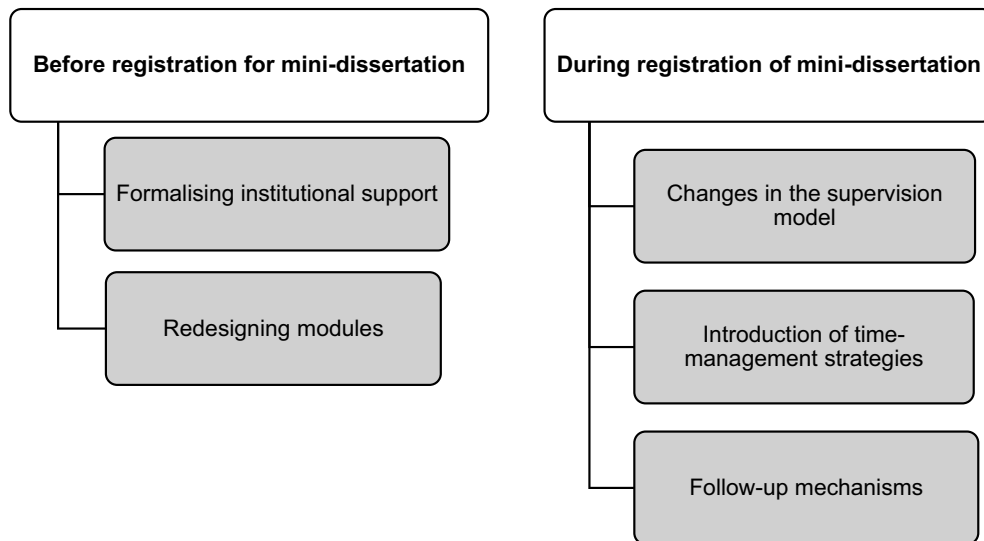 Before registration for mini-dissertation
Formalising institutional support
Redesigning modules
During registration of mini-dissertation
Changes in the supervision
model
Introduction of time-
management strategies
Follow-up mechanisms